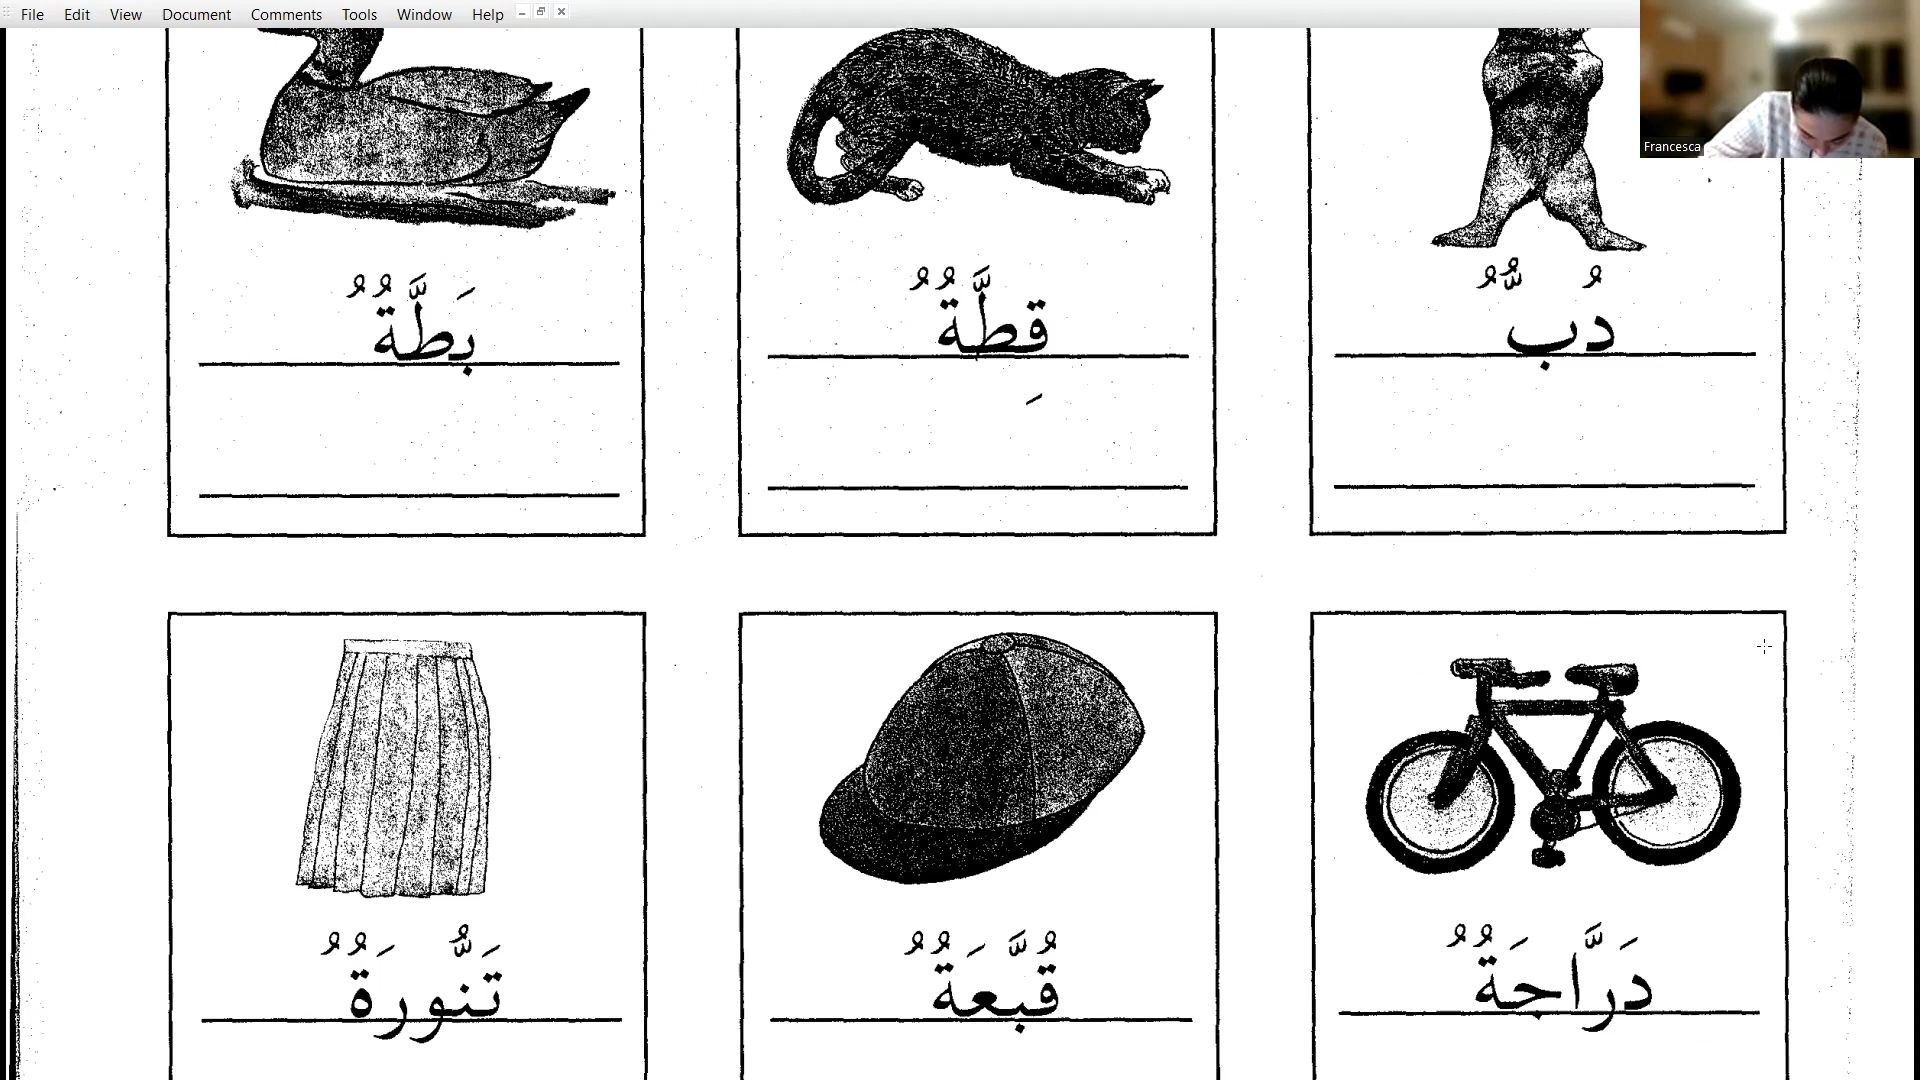 File Edit View Document Comments Tools Window Help
Francesca
دُبٌّ
قِطَّةٌ
بَطَّةٌ
دَرَّاجَةٌ
قُبَّعَةٌ
تَنُّورَةٌ